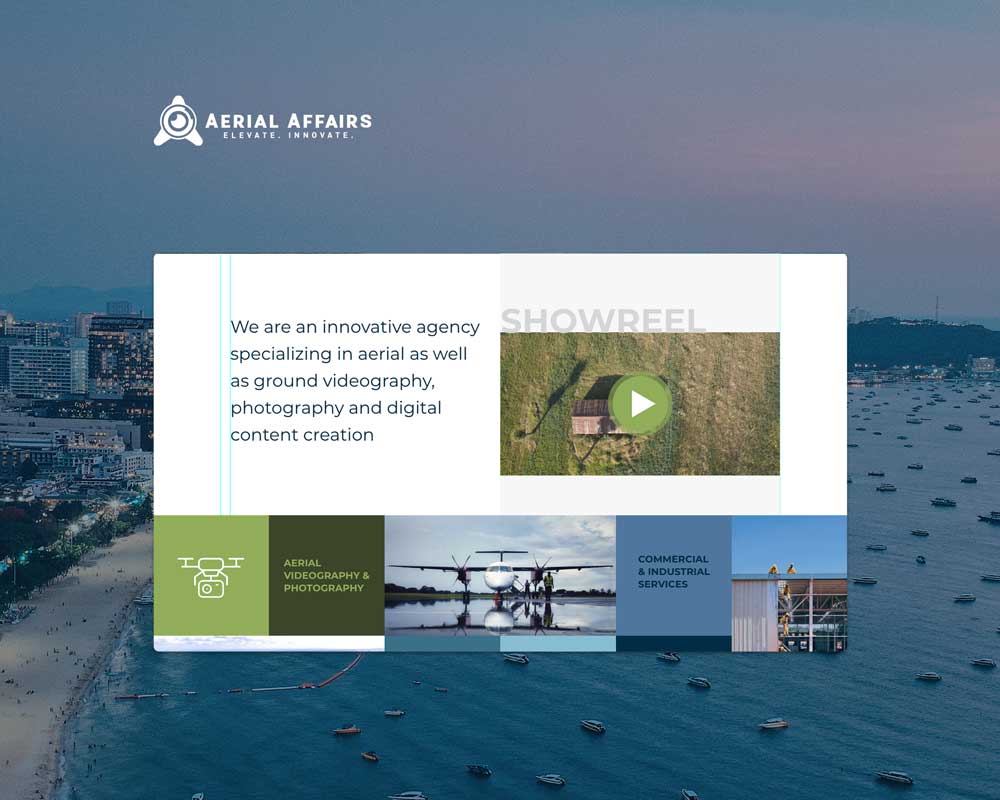 AERIAL AFFAIRS
ELEVATE. INNOVATE.
SHOWREEL
We are an innovative agency
specializing in aerial as well
as ground videography,
photography and digital
content creation
AERIAL
VIDEOGRAPHY &
PHOTOGRAPHY
COMMERCIAL
& INDUSTRIAL
SERVICES